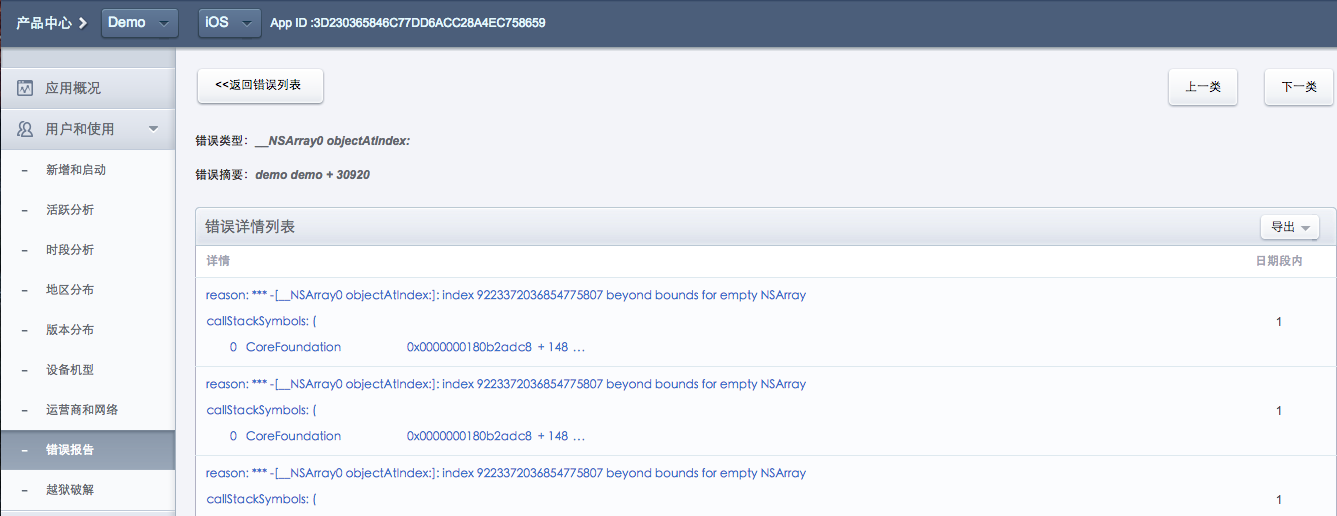 产品中心 Demo iOS App ID :3D230365846C77DD6ACC28A4EC758659
应用概况
用户和使用
– 新增和启动
– 活跃分析
– 时段分析
– 地区分布
– 版本分布
– 设备机型
– 运营商和网络
– 错误报告
– 越狱破解
<<返回错误列表 上一类 下一类
错误类型：__NSArray0 objectAtIndex:
错误摘要：demo demo + 30920
错误详情列表 导出
详情 日期段内
reason: *** -[__NSArray0 objectAtIndex:]: index 9223372036854775807 beyond bounds for empty NSArray
callStackSymbols: ( 1
0 CoreFoundation 0x0000000180b2adc8 + 148 …
reason: *** -[__NSArray0 objectAtIndex:]: index 9223372036854775807 beyond bounds for empty NSArray
callStackSymbols: ( 1
0 CoreFoundation 0x0000000180b2adc8 + 148 …
reason: *** -[__NSArray0 objectAtIndex:]: index 9223372036854775807 beyond bounds for empty NSArray
callStackSymbols: ( 1